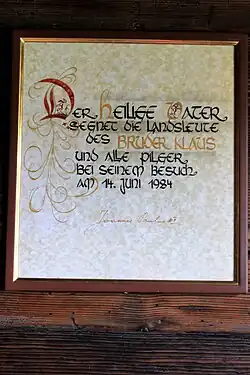 Der heilige Vater
segnet die Landsleute
des Bruder Klaus
und alle Pilger
bei seinem Besuch
am 14. Juni 1984